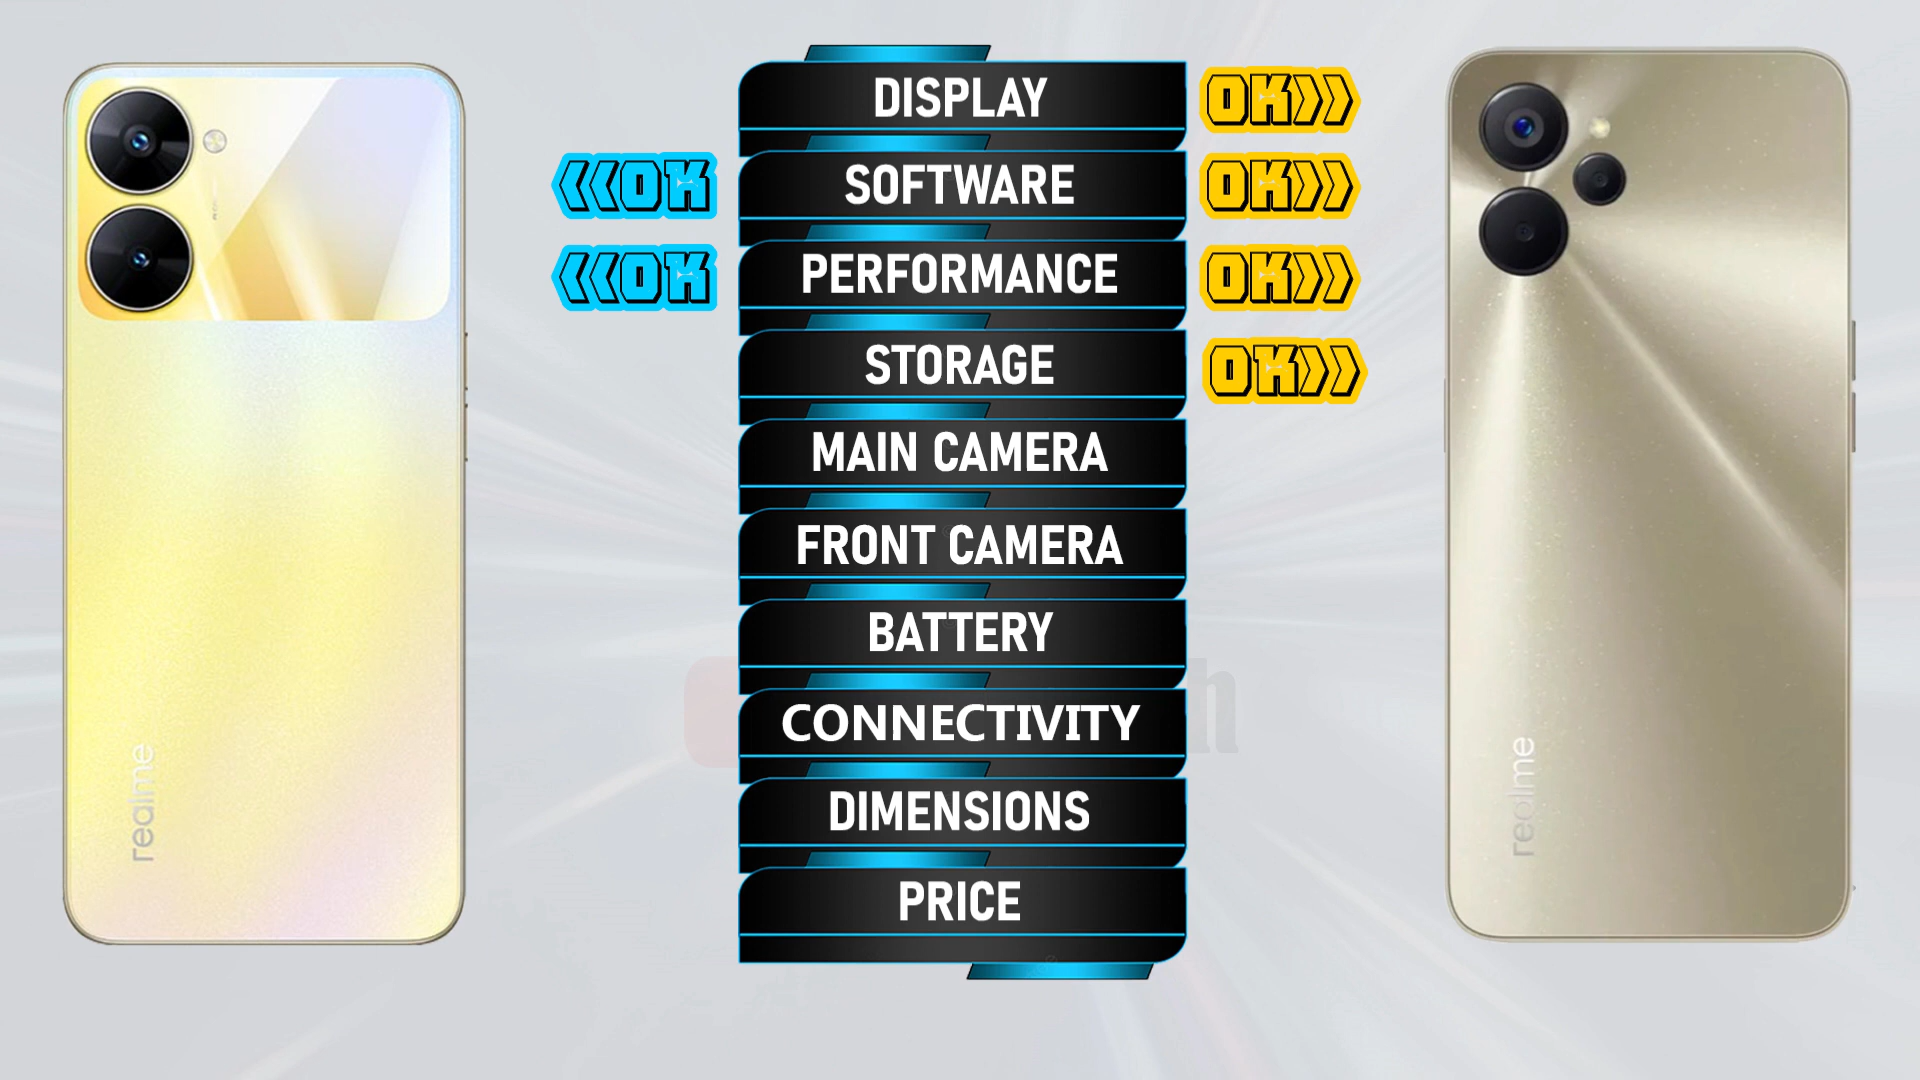 DISPLAY OK》
《OK SOFTWARE OK》
《OK PERFORMANCE OK》
STORAGE OK》
MAIN CAMERA
FRONT CAMERA
BATTERY
CONNECTIVITY
DIMENSIONS
PRICE
realme
realme